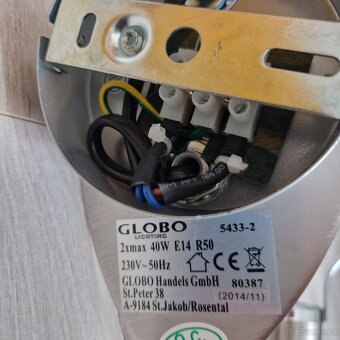 GLOBO 5433-2
LIGHTING
2xmax 40W E14 R50
230V~50Hz
CE
GLOBO Handels GmbH 80387
St.Peter 38 (2014/11)
A-9184 St.Jakob/Rosental